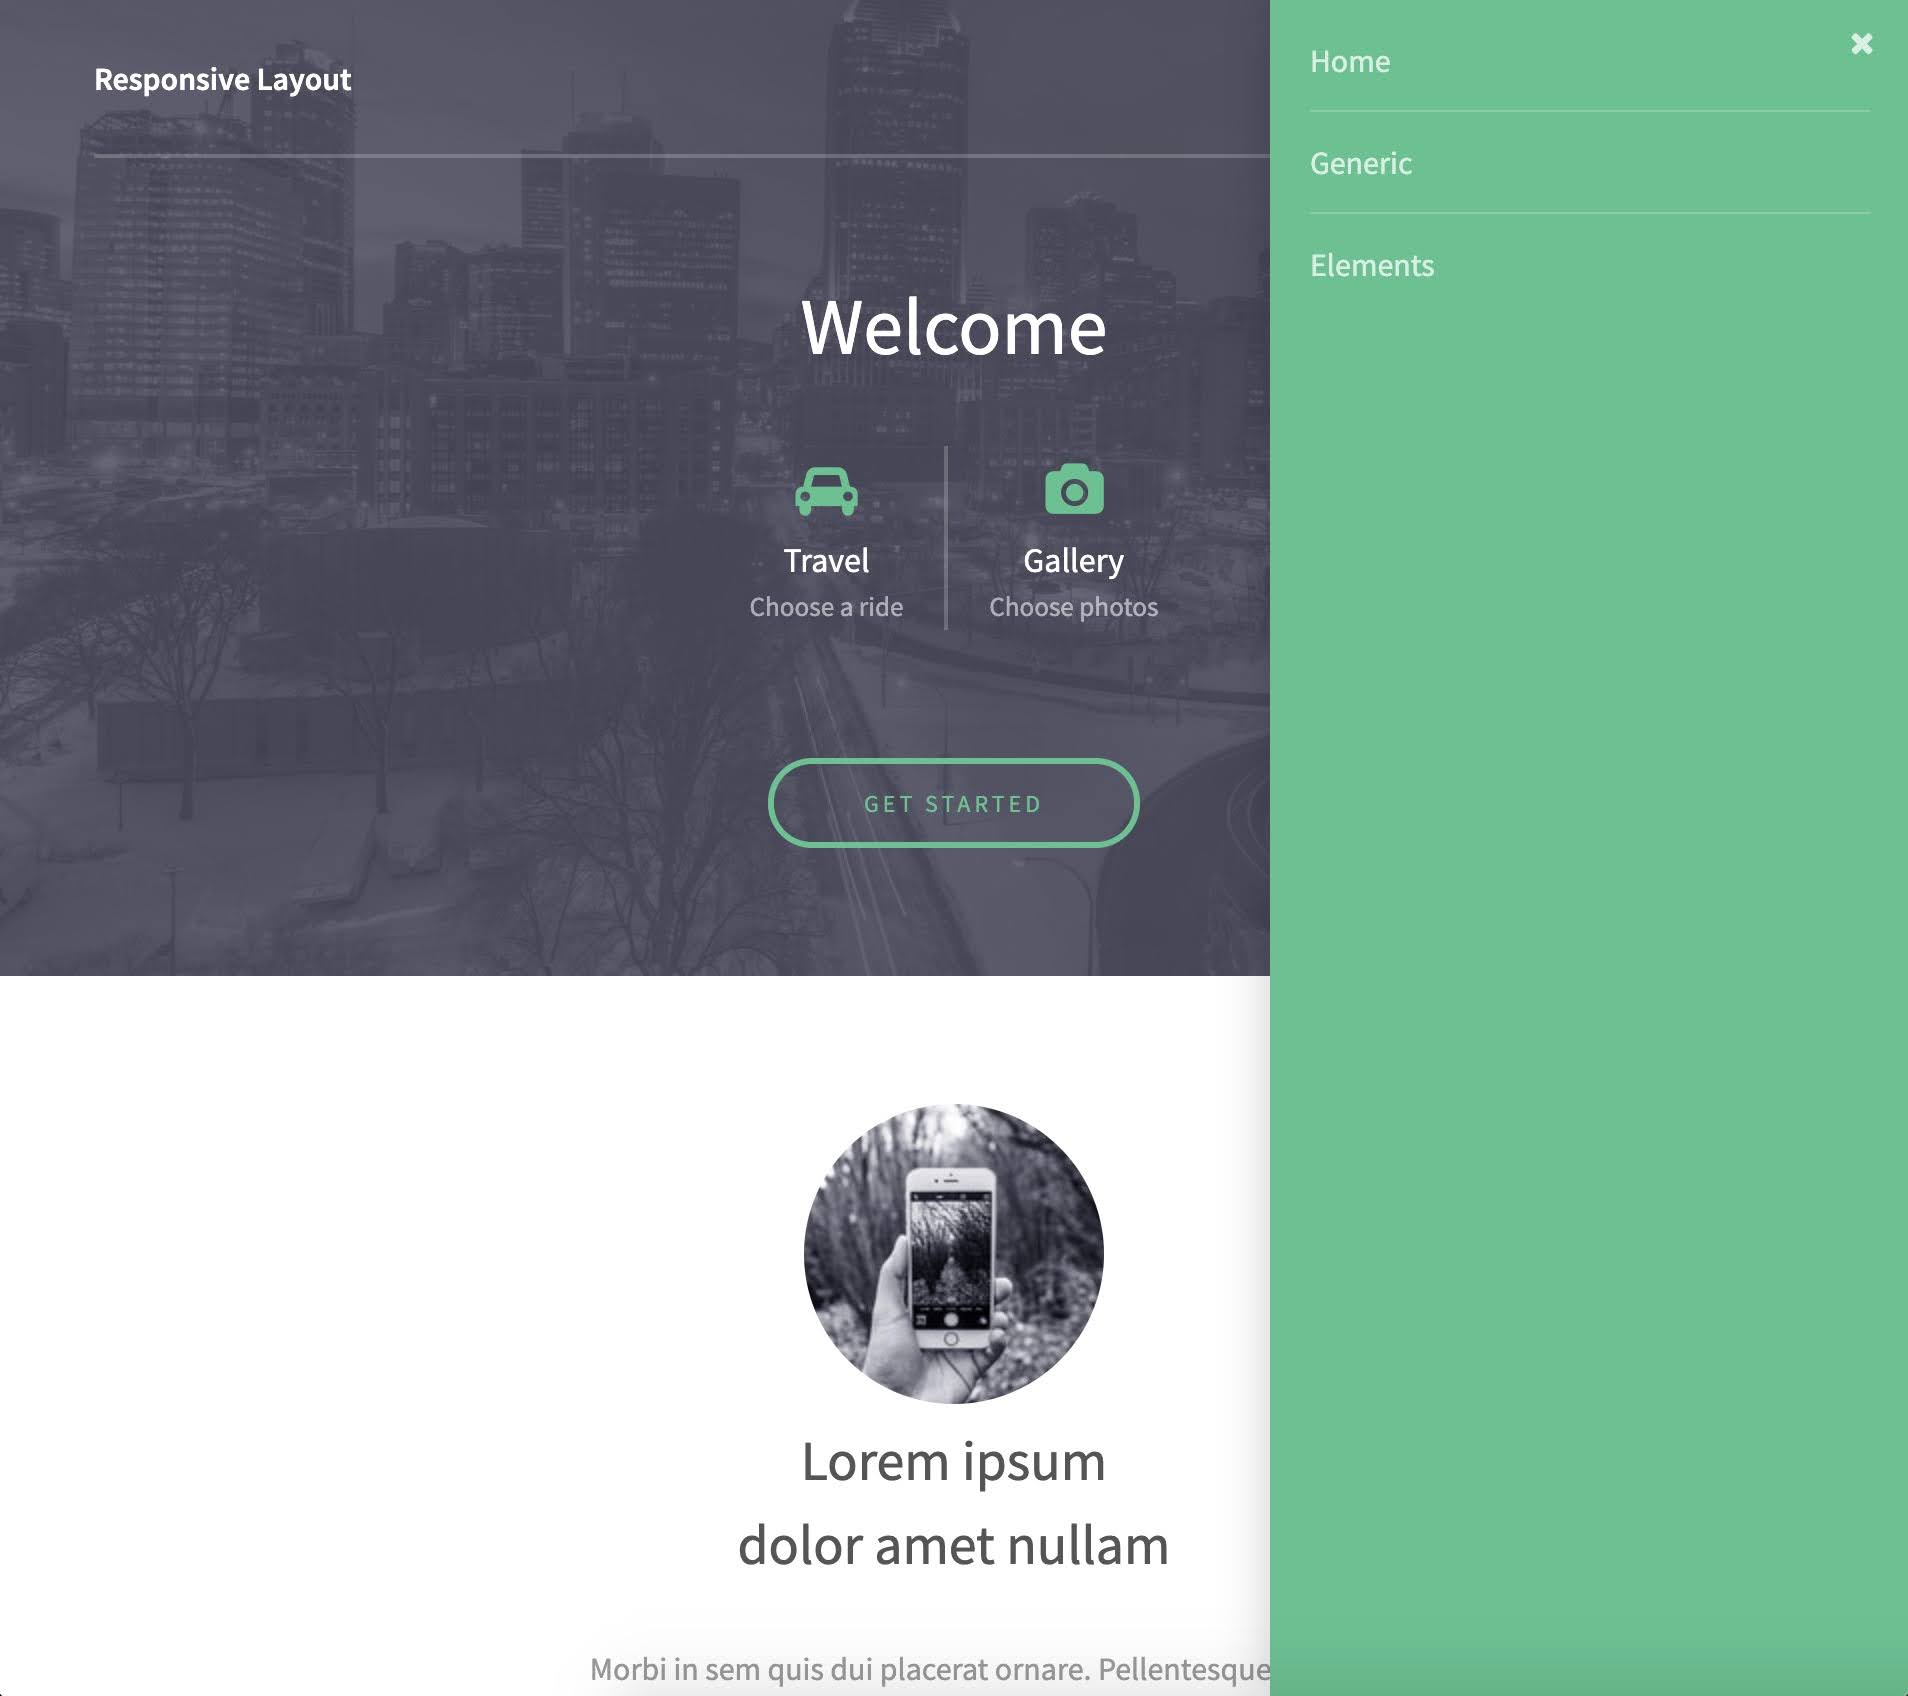 Responsive Layout
Home
Generic
Elements
Welcome
Travel
Choose a ride
Gallery
Choose photos
GET STARTED
Lorem ipsum
dolor amet nullam
Morbi in sem quis dui placerat ornare. Pellentesque